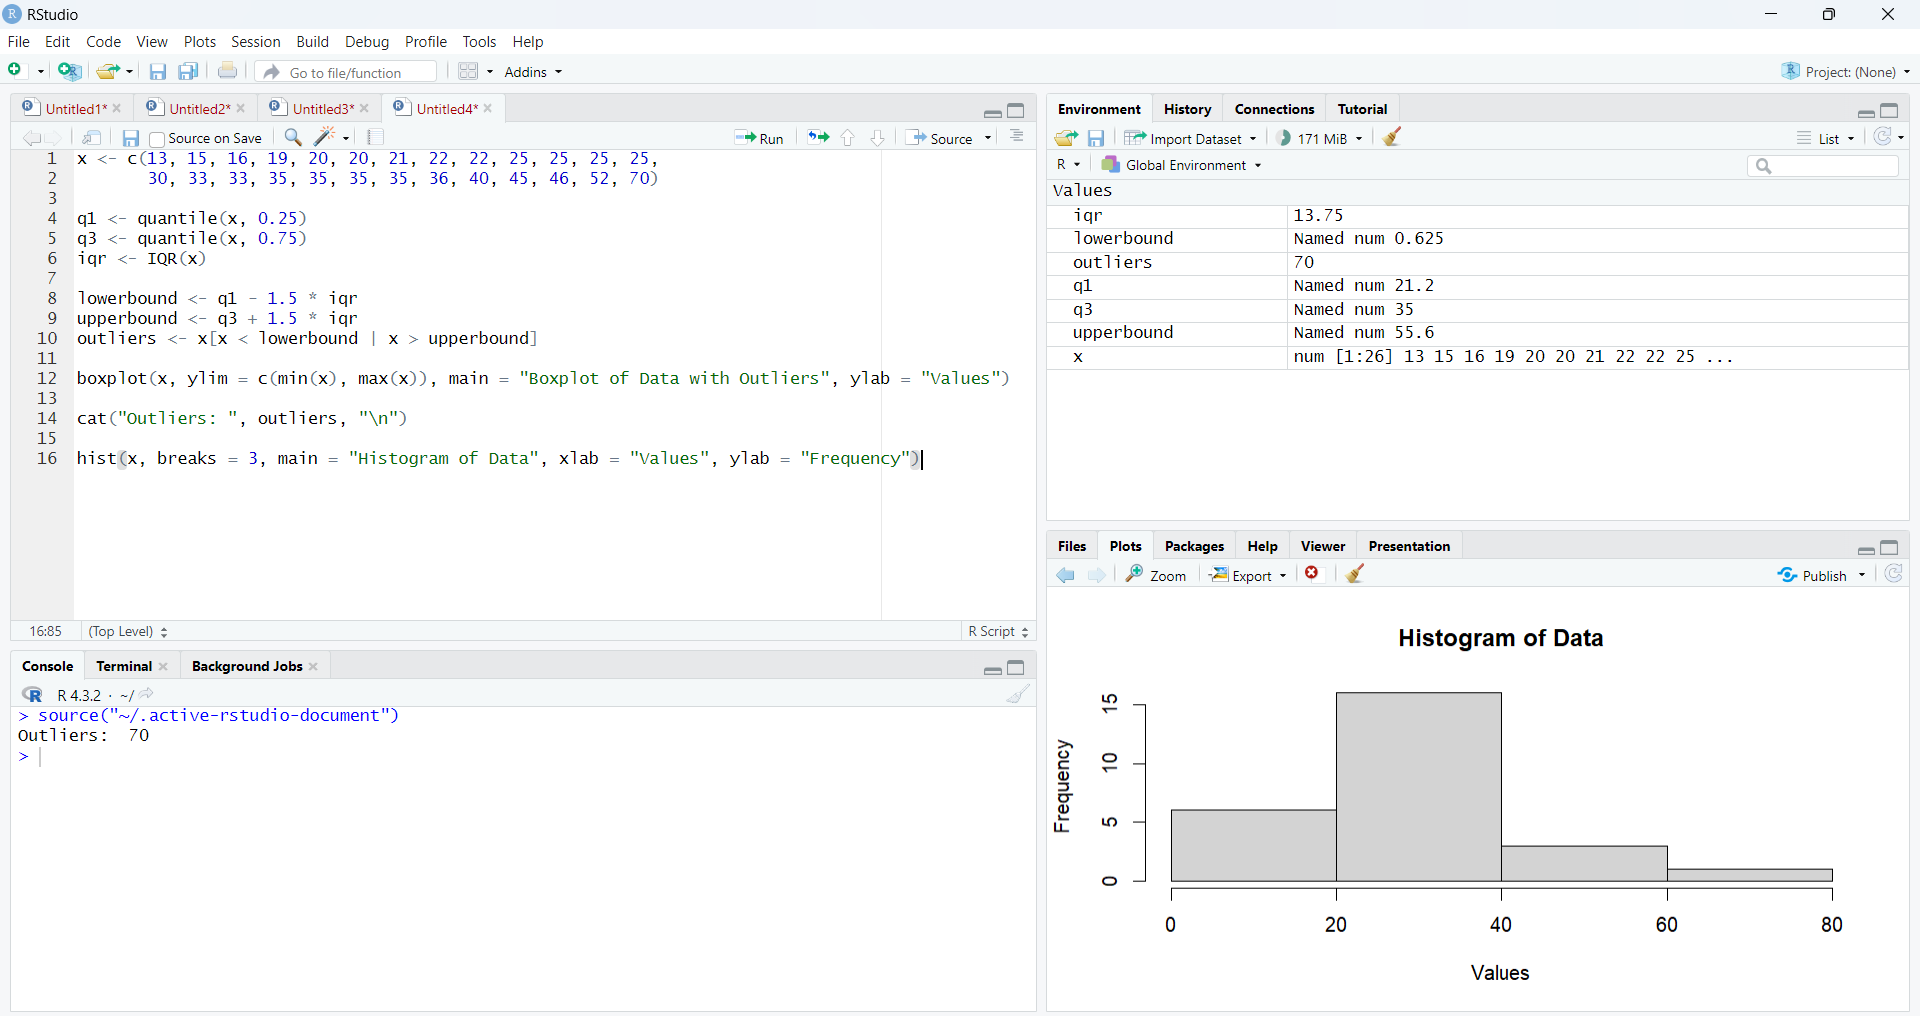 RStudio
File Edit Code View Plots Session Build Debug Profile Tools Help
Go to file/function Addins Project: (None)
Untitled1* Untitled2* Untitled3* Untitled4*
Source on Save Run Source
1 x <- c(13, 15, 16, 19, 20, 20, 21, 22, 22, 25, 25, 25, 25,
2 30, 33, 33, 35, 35, 35, 35, 36, 40, 45, 46, 52, 70)
3
4 q1 <- quantile(x, 0.25)
5 q3 <- quantile(x, 0.75)
6 iqr <- IQR(x)
7
8 lowerbound <- q1 - 1.5 * iqr
9 upperbound <- q3 + 1.5 * iqr
10 outliers <- x[x < lowerbound | x > upperbound]
11
12 boxplot(x, ylim = c(min(x), max(x)), main = "Boxplot of Data with Outliers", ylab = "Values")
13
14 cat("Outliers: ", outliers, "\n")
15
16 hist(x, breaks = 3, main = "Histogram of Data", xlab = "Values", ylab = "Frequency")
16:85 (Top Level) R Script
Console Terminal Background Jobs
R R 4.3.2 · ~/
> source("~/.active-rstudio-document")
Outliers:  70
>
Environment History Connections Tutorial
Import Dataset 171 MiB List
R Global Environment
Values
iqr 13.75
lowerbound Named num 0.625
outliers 70
q1 Named num 21.2
q3 Named num 35
upperbound Named num 55.6
x num [1:26] 13 15 16 19 20 20 21 22 22 25 ...
Files Plots Packages Help Viewer Presentation
Zoom Export Publish
Histogram of Data
Frequency
15
10
5
0
0 20 40 60 80
Values